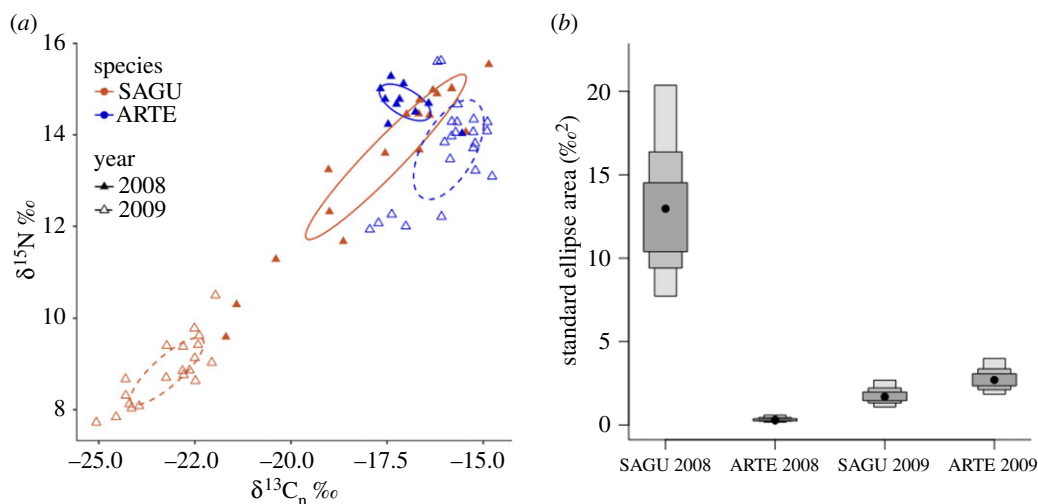 (a)
16
14
12
10
8
δ15N ‰
species
SAGU
ARTE
year
2008
2009
−25.0
−22.0
−20.0
−17.5
−15.0
δ13Cn ‰
(b)
20
15
10
5
0
standard ellipse area (‰2)
SAGU 2008
ARTE 2008
SAGU 2009
ARTE 2009